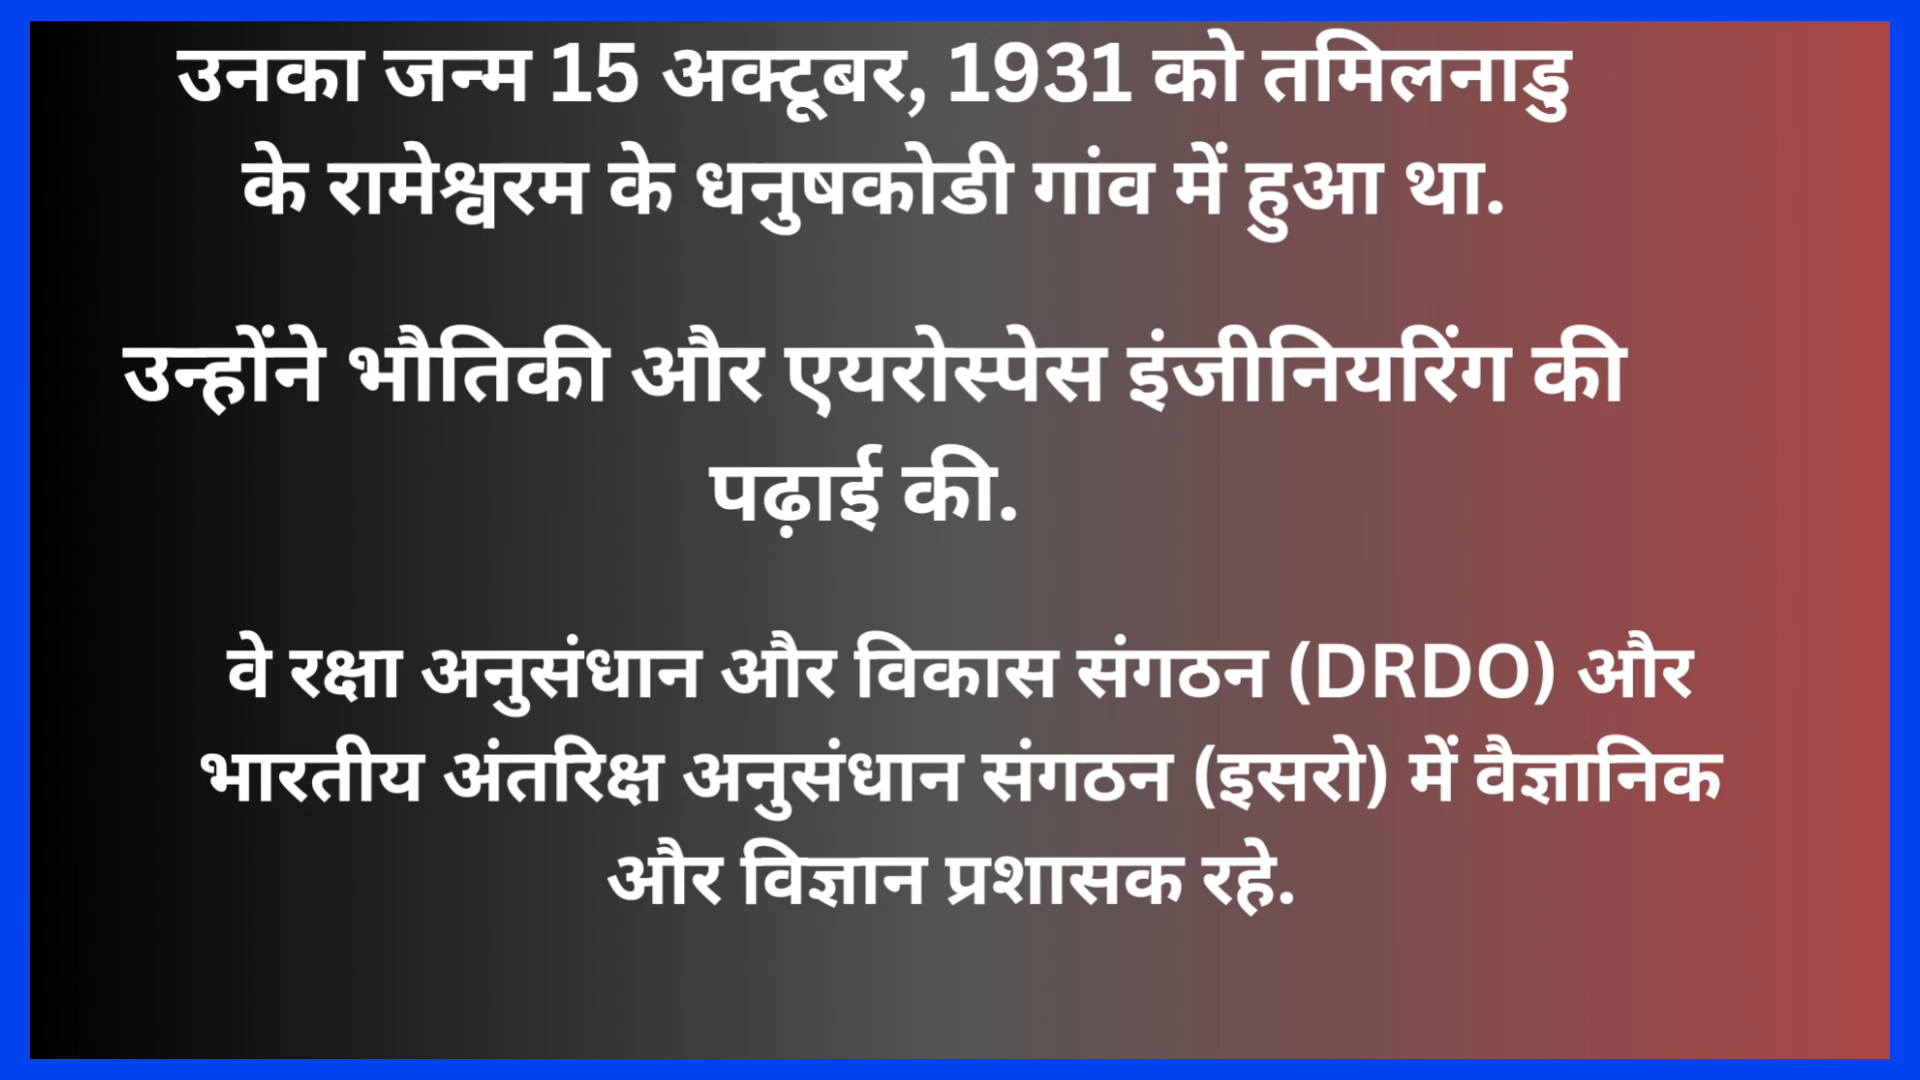 उनका जन्म 15 अक्टूबर, 1931 को तमिलनाडु
के रामेश्वरम के धनुषकोडी गांव में हुआ था.
उन्होंने भौतिकी और एयरोस्पेस इंजीनियरिंग की
पढ़ाई की.
वे रक्षा अनुसंधान और विकास संगठन (DRDO) और
भारतीय अंतरिक्ष अनुसंधान संगठन (इसरो) में वैज्ञानिक
और विज्ञान प्रशासक रहे.